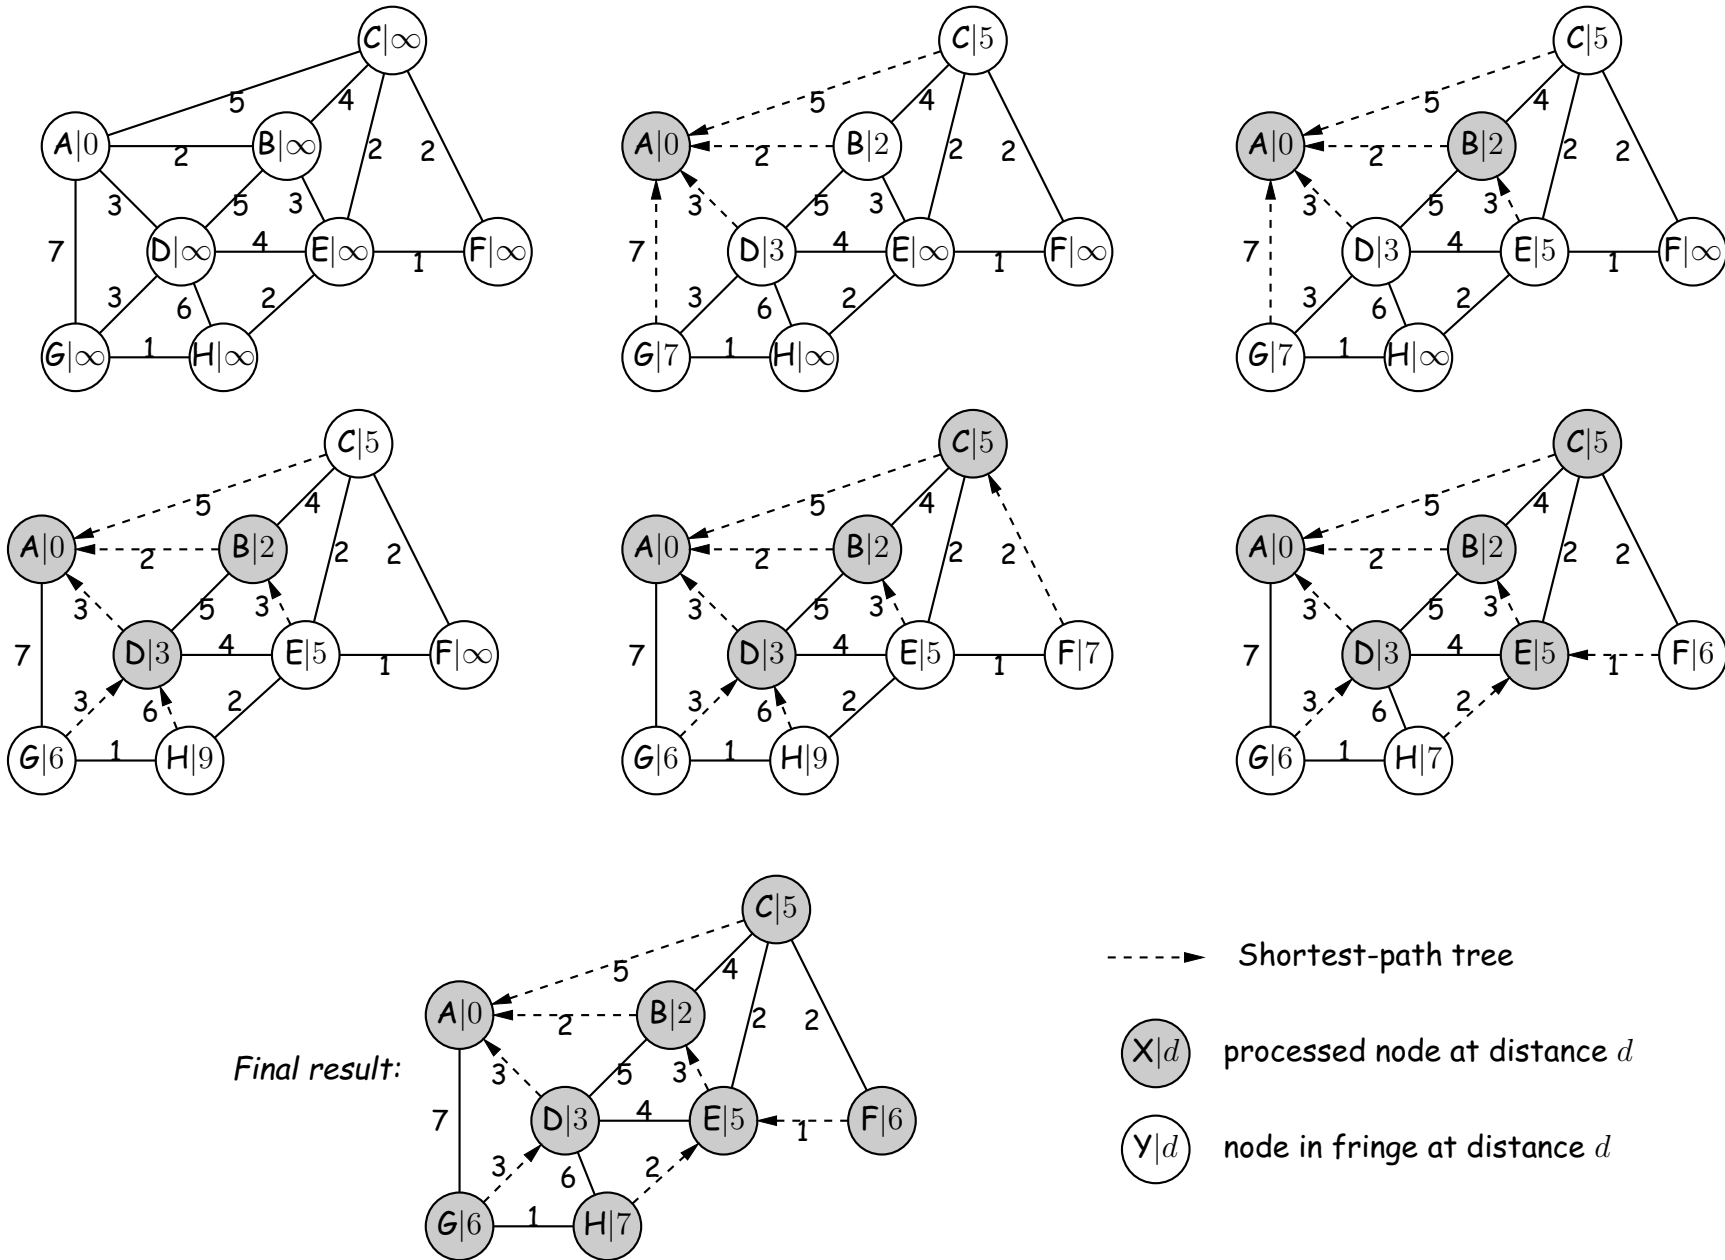 C|∞ C|5 C|5
5 4 5 4 5 4
A|0 2 B|∞ 2 2 A|0 2 B|2 2 2 A|0 2 B|2 2 2
3 5 3 3 5 3 3 5 3
7 D|∞ 4 E|∞ 1 F|∞ 7 D|3 4 E|∞ 1 F|∞ 7 D|3 4 E|5 1 F|∞
3 6 2 3 6 2 3 6 2
G|∞ 1 H|∞ G|7 1 H|∞ G|7 1 H|∞
C|5 C|5 C|5
5 4 5 4 5 4
A|0 2 B|2 2 2 A|0 2 B|2 2 2 A|0 2 B|2 2 2
3 5 3 3 5 3 3 5 3
7 D|3 4 E|5 1 F|∞ 7 D|3 4 E|5 1 F|7 7 D|3 4 E|5 1 F|6
3 6 2 3 6 2 3 6 2
G|6 1 H|9 G|6 1 H|9 G|6 1 H|7
Final result:
C|5
5 4
A|0 2 B|2 2 2
3 5 3
7 D|3 4 E|5 1 F|6
3 6 2
G|6 1 H|7
Shortest-path tree
X|d processed node at distance d
Y|d node in fringe at distance d